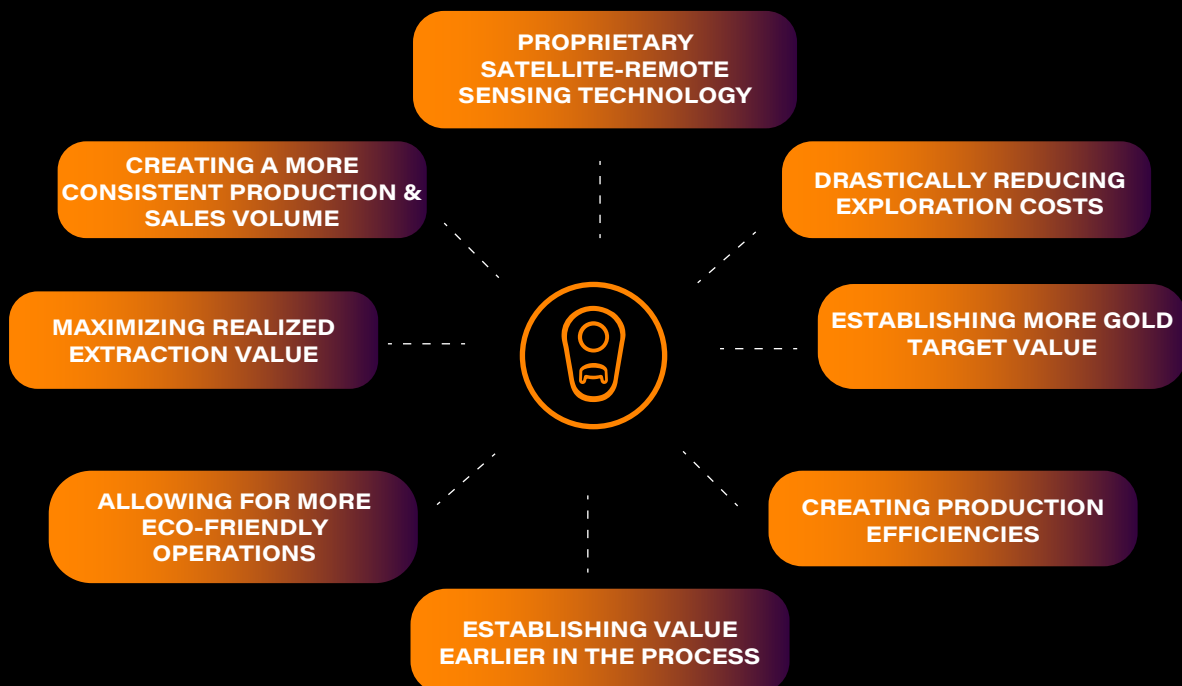 PROPRIETARY
SATELLITE-REMOTE
SENSING TECHNOLOGY
CREATING A MORE
CONSISTENT PRODUCTION &
SALES VOLUME
DRASTICALLY REDUCING
EXPLORATION COSTS
MAXIMIZING REALIZED
EXTRACTION VALUE
ESTABLISHING MORE GOLD
TARGET VALUE
ALLOWING FOR MORE
ECO-FRIENDLY
OPERATIONS
CREATING PRODUCTION
EFFICIENCIES
ESTABLISHING VALUE
EARLIER IN THE PROCESS